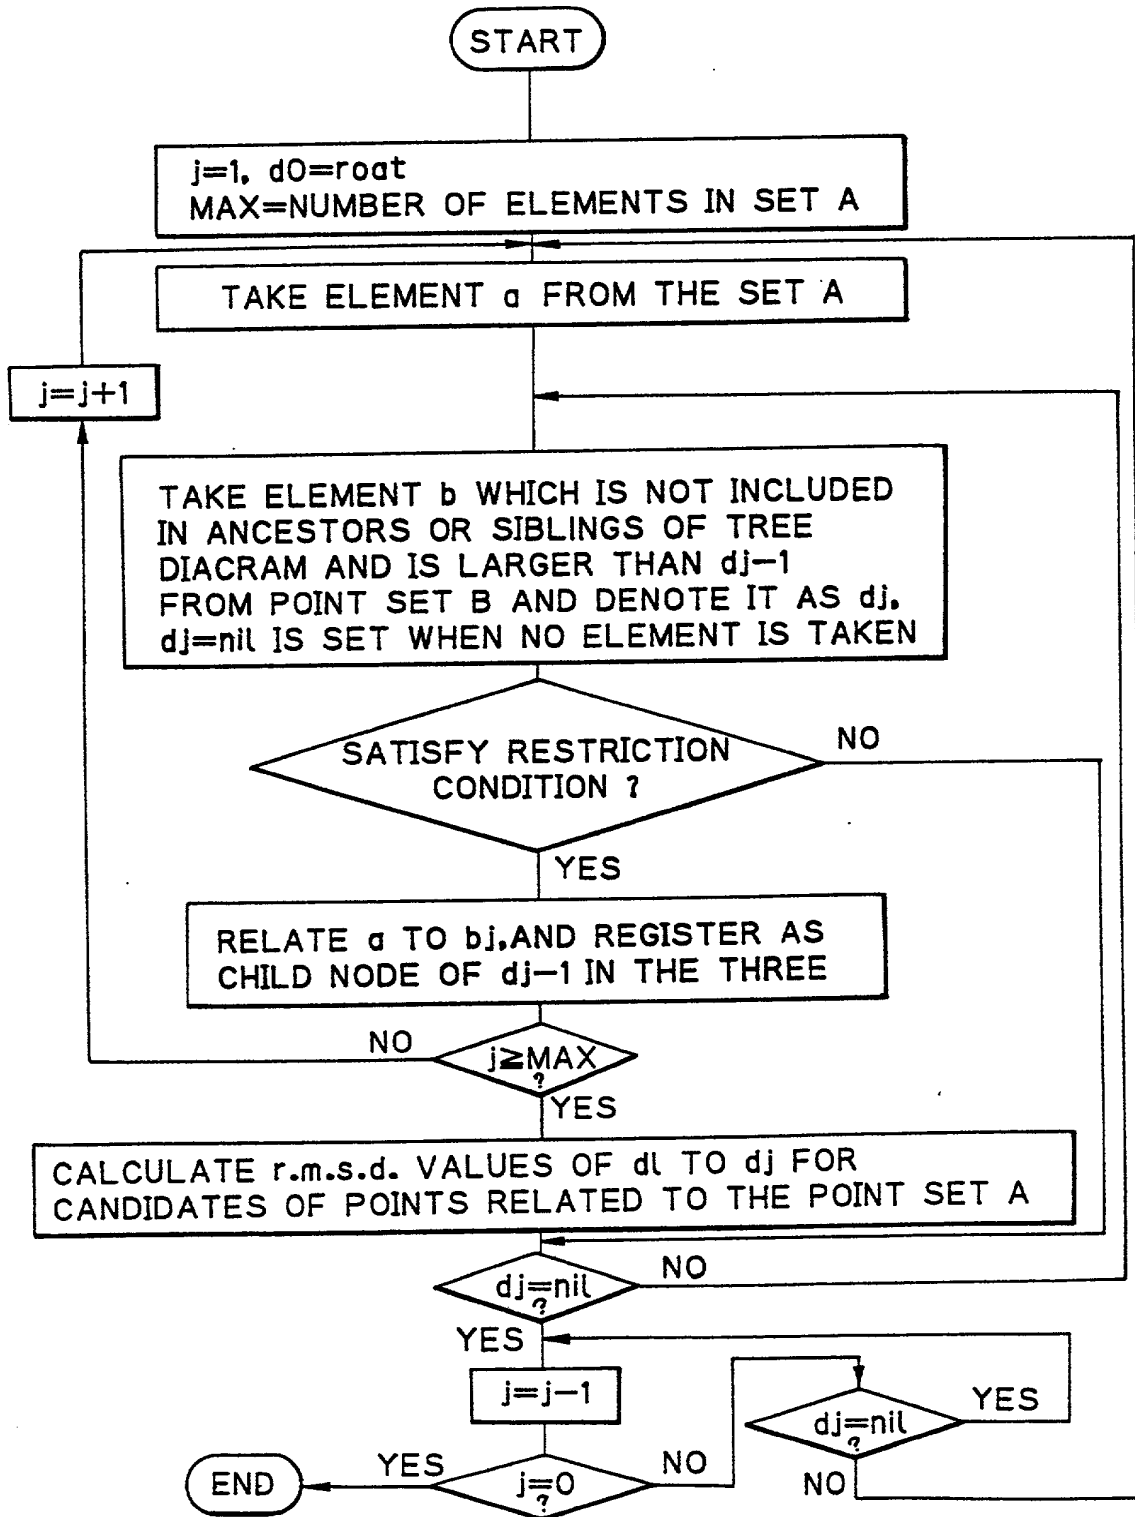 START
j=1, d0=roat
MAX=NUMBER OF ELEMENTS IN SET A
TAKE ELEMENT a FROM THE SET A
j=j+1
TAKE ELEMENT b WHICH IS NOT INCLUDED
IN ANCESTORS OR SIBLINGS OF TREE
DIACRAM AND IS LARGER THAN dj-1
FROM POINT SET B AND DENOTE IT AS dj,
dj=nil IS SET WHEN NO ELEMENT IS TAKEN
SATISFY RESTRICTION
CONDITION ?
NO
YES
RELATE a TO bj,AND REGISTER AS
CHILD NODE OF dj-1 IN THE THREE
NO
j≧MAX
?
YES
CALCULATE r.m.s.d. VALUES OF dl TO dj FOR
CANDIDATES OF POINTS RELATED TO THE POINT SET A
dj=nil
?
NO
YES
j=j-1
dj=nil
?
YES
NO
j=0
?
YES
NO
END